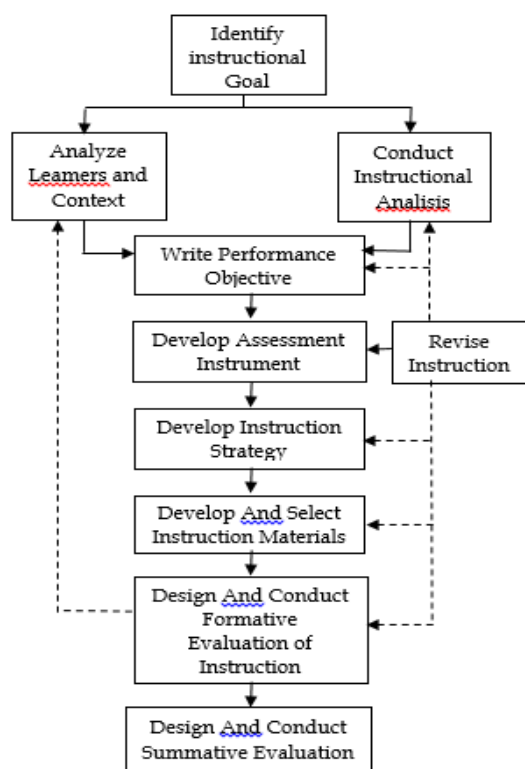 Identify
instructional
Goal
Analyze
Learners and
Context
Conduct
Instructional
Analisis
Write Performance
Objective
Develop Assessment
Instrument
Revise
Instruction
Develop Instruction
Strategy
Develop And Select
Instruction Materials
Design And Conduct
Formative
Evaluation of
Instruction
Design And Conduct
Summative Evaluation